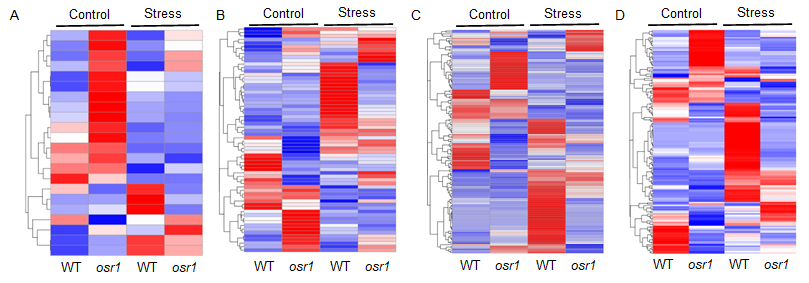 A Control Stress
B Control Stress
C Control Stress
D Control Stress
WT osr1 WT osr1
WT osr1 WT osr1
WT osr1 WT osr1
WT osr1 WT osr1